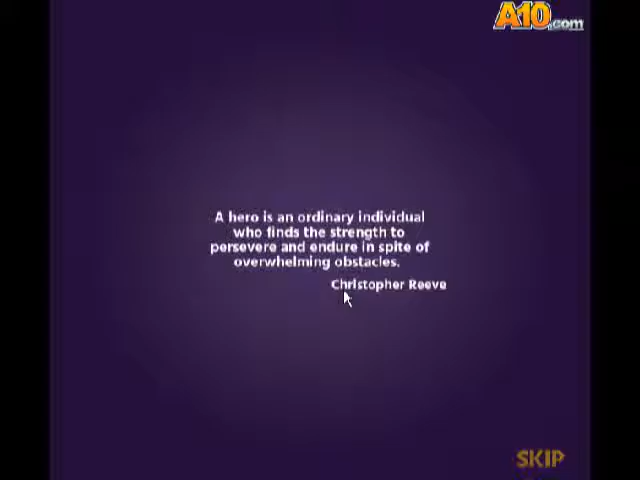 A10.com
A hero is an ordinary individual
who finds the strength to
persevere and endure in spite of
overwhelming obstacles.
Christopher Reeve
SKIP